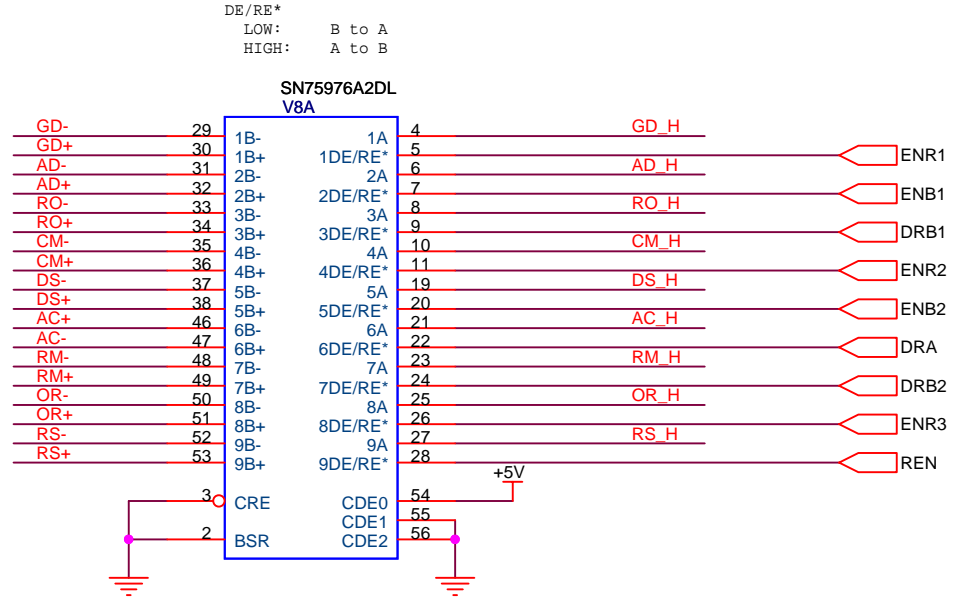 DE/RE*
LOW: B to A
HIGH: A to B
SN75976A2DL
V8A
GD- 29 1B- 1A 4 GD_H
GD+ 30 1B+ 1DE/RE* 5 ENR1
AD- 31 2B- 2A 6 AD_H
AD+ 32 2B+ 2DE/RE* 7 ENB1
RO- 33 3B- 3A 8 RO_H
RO+ 34 3B+ 3DE/RE* 9 DRB1
CM- 35 4B- 4A 10 CM_H
CM+ 36 4B+ 4DE/RE* 11 ENR2
DS- 37 5B- 5A 19 DS_H
DS+ 38 5B+ 5DE/RE* 20 ENB2
AC+ 46 6B- 6A 21 AC_H
AC- 47 6B+ 6DE/RE* 22 DRA
RM- 48 7B- 7A 23 RM_H
RM+ 49 7B+ 7DE/RE* 24 DRB2
OR- 50 8B- 8A 25 OR_H
OR+ 51 8B+ 8DE/RE* 26 ENR3
RS- 52 9B- 9A 27 RS_H
RS+ 53 9B+ 9DE/RE* 28 REN
+5V
3 CRE CDE0 54
CDE1 55
2 BSR CDE2 56